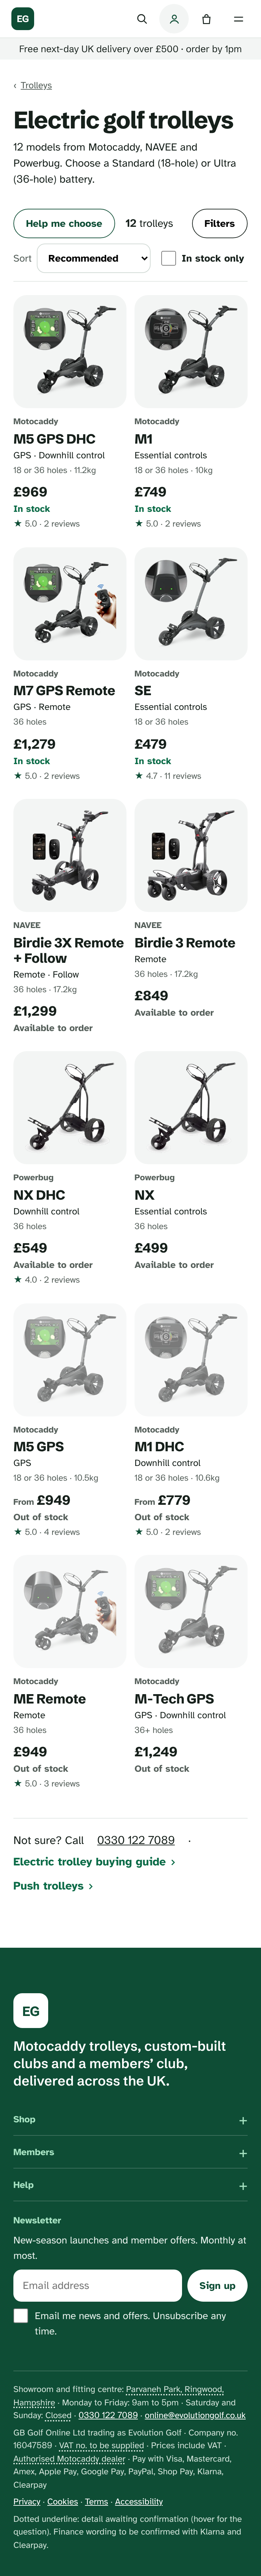 EG
Free next-day UK delivery over £500 · order by 1pm
‹ Trolleys
Electric golf trolleys
12 models from Motocaddy, NAVEE and
Powerbug. Choose a Standard (18-hole) or Ultra
(36-hole) battery.
Help me choose 12 trolleys Filters
Sort Recommended In stock only
Motocaddy
M5 GPS DHC
GPS · Downhill control
18 or 36 holes · 11.2kg
£969
In stock
★ 5.0 · 2 reviews
Motocaddy
M1
Essential controls
18 or 36 holes · 10kg
£749
In stock
★ 5.0 · 2 reviews
Motocaddy
M7 GPS Remote
GPS · Remote
36 holes
£1,279
In stock
★ 5.0 · 2 reviews
Motocaddy
SE
Essential controls
18 or 36 holes
£479
In stock
★ 4.7 · 11 reviews
NAVEE
Birdie 3X Remote
+ Follow
Remote · Follow
36 holes · 17.2kg
£1,299
Available to order
NAVEE
Birdie 3 Remote
Remote
36 holes · 17.2kg
£849
Available to order
Powerbug
NX DHC
Downhill control
36 holes
£549
Available to order
★ 4.0 · 2 reviews
Powerbug
NX
Essential controls
36 holes
£499
Available to order
Motocaddy
M5 GPS
GPS
18 or 36 holes · 10.5kg
From £949
Out of stock
★ 5.0 · 4 reviews
Motocaddy
M1 DHC
Downhill control
18 or 36 holes · 10.6kg
From £779
Out of stock
★ 5.0 · 2 reviews
Motocaddy
ME Remote
Remote
36 holes
£949
Out of stock
★ 5.0 · 3 reviews
Motocaddy
M-Tech GPS
GPS · Downhill control
36+ holes
£1,249
Out of stock
Not sure? Call 0330 122 7089 ·
Electric trolley buying guide ›
Push trolleys ›
EG
Motocaddy trolleys, custom-built
clubs and a members’ club,
delivered across the UK.
Shop +
Members +
Help +
Newsletter
New-season launches and member offers. Monthly at
most.
Email address Sign up
Email me news and offers. Unsubscribe any
time.
Showroom and fitting centre: Parvaneh Park, Ringwood,
Hampshire · Monday to Friday: 9am to 5pm · Saturday and
Sunday: Closed · 0330 122 7089 · online@evolutiongolf.co.uk
GB Golf Online Ltd trading as Evolution Golf · Company no.
16047589 · VAT no. to be supplied · Prices include VAT ·
Authorised Motocaddy dealer · Pay with Visa, Mastercard,
Amex, Apple Pay, Google Pay, PayPal, Shop Pay, Klarna,
Clearpay
Privacy · Cookies · Terms · Accessibility
Dotted underline: detail awaiting confirmation (hover for the
question). Finance wording to be confirmed with Klarna and
Clearpay.